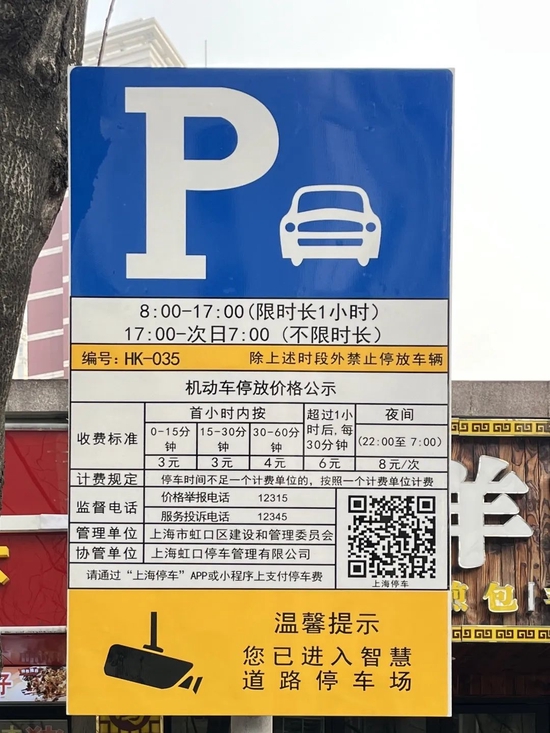 P
8:00-17:00(限时长1小时)
17:00-次日7:00 (不限时长)
编号: HK-035 除上述时段外禁止停放车辆
机动车停放价格公示
收费标准 首小时内按 超过1小时后,每30分钟 夜间
0-15分钟 15-30分钟 30-60分钟 (22:00至 7:00)
3元 3元 4元 6元 8元/次
计费规定 停车时间不足一个计费单位的,按照一个计费单位计费
监督电话 价格举报电话 12315
服务投诉电话 12345
管理单位 上海市虹口区建设和管理委员会
协管单位 上海虹口停车管理有限公司
上海停车
请通过“上海停车”APP或小程序上支付停车费
温馨提示
您已进入智慧
道路停车场
羊
包